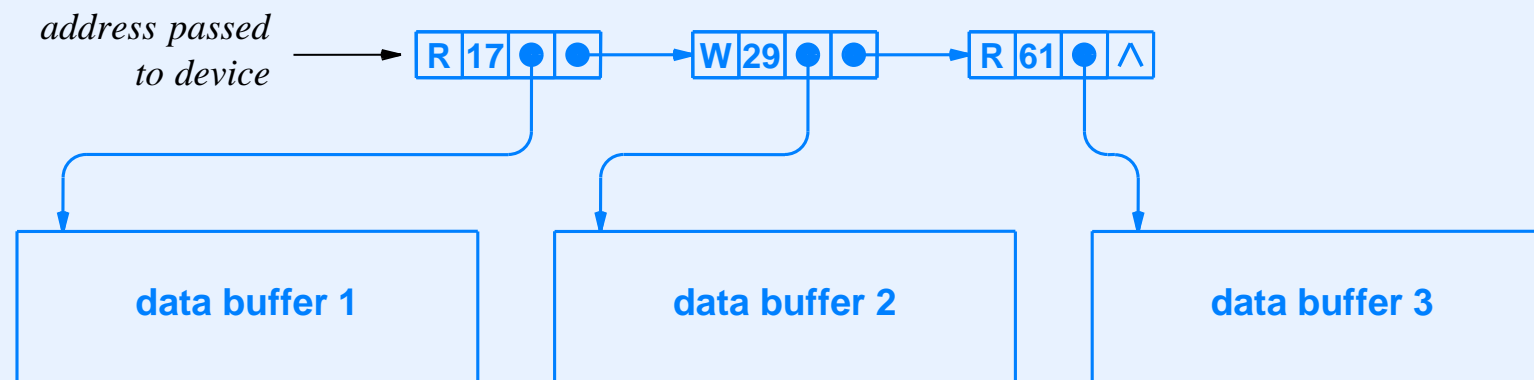 address passed
to device
R 17
W 29
R 61 Λ
data buffer 1
data buffer 2
data buffer 3